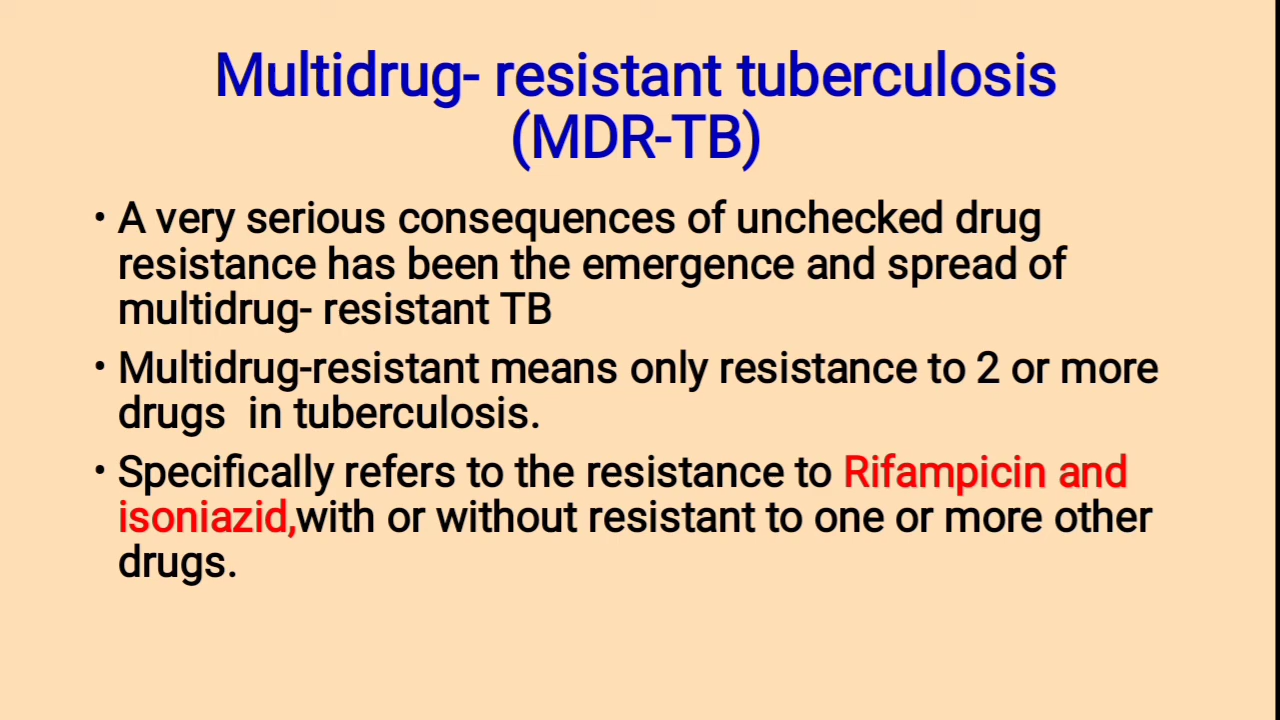 Multidrug- resistant tuberculosis
(MDR-TB)
• A very serious consequences of unchecked drug
resistance has been the emergence and spread of
multidrug- resistant TB
• Multidrug-resistant means only resistance to 2 or more
drugs  in tuberculosis.
• Specifically refers to the resistance to Rifampicin and
isoniazid,with or without resistant to one or more other
drugs.